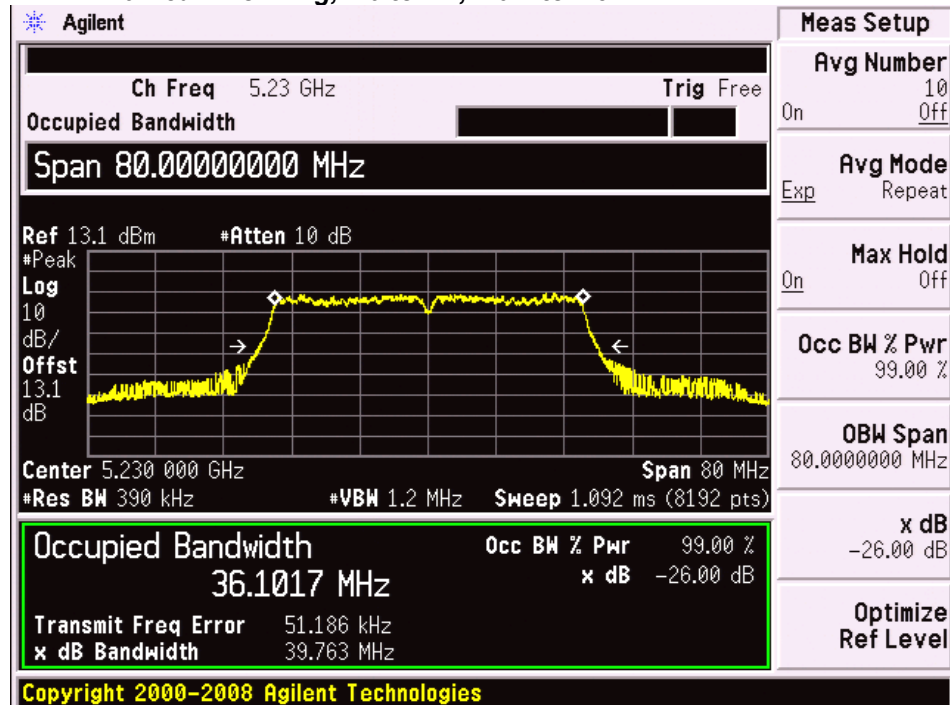 Agilent
Meas Setup
Ch Freq 5.23 GHz
Trig Free
Occupied Bandwidth
Span 80.00000000 MHz
Ref 13.1 dBm
#Atten 10 dB
#Peak
Log
10
dB/
Offst
13.1
dB
Center 5.230 000 GHz
Span 80 MHz
#Res BW 390 kHz
#VBW 1.2 MHz
Sweep 1.092 ms (8192 pts)
Occupied Bandwidth
36.1017 MHz
Occ BW % Pwr 99.00 %
x dB -26.00 dB
Transmit Freq Error 51.186 kHz
x dB Bandwidth 39.763 MHz
Copyright 2000-2008 Agilent Technologies
Avg Number
10
On Off
Avg Mode
Exp Repeat
Max Hold
On Off
Occ BW % Pwr
99.00 %
OBW Span
80.0000000 MHz
x dB
-26.00 dB
Optimize
Ref Level